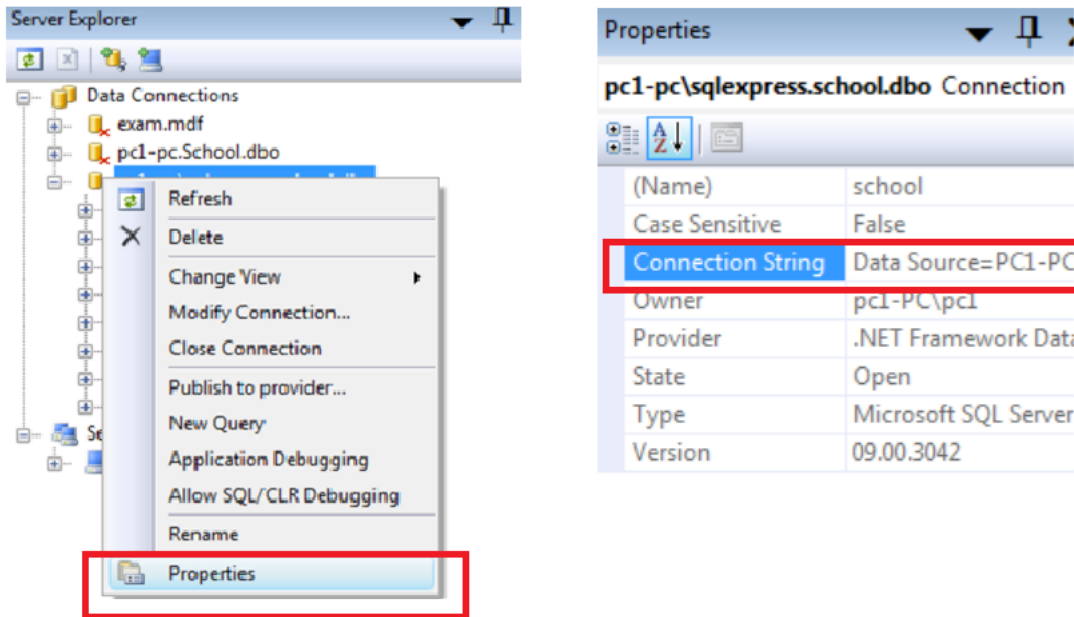 Server Explorer
Data Connections
exam.mdf
pc1-pc.School.dbo
Refresh
Delete
Change View
Modify Connection...
Close Connection
Publish to provider...
New Query
Application Debugging
Allow SQL/CLR Debugging
Rename
Properties
Se
Properties
pc1-pc\sqlexpress.school.dbo Connection
(Name) school
Case Sensitive False
Connection String Data Source=PC1-PC
Owner pc1-PC\pc1
Provider .NET Framework Data
State Open
Type Microsoft SQL Server
Version 09.00.3042